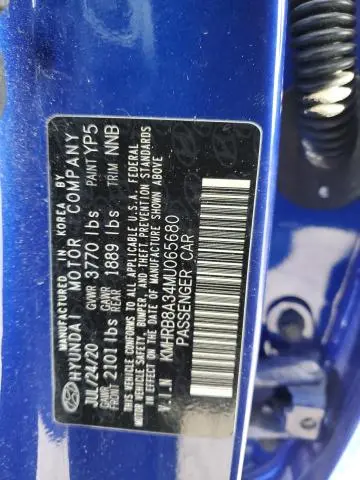 MANUFACTURED IN KOREA BY
HYUNDAI MOTOR COMPANY
JUL/24/20 GVWR 3770 lbs PAINT YP5
GAWR FRONT 2101 lbs GAWR REAR 1889 lbs TRIM NNB
THIS VEHICLE CONFORMS TO ALL APPLICABLE U.S.A. FEDERAL
MOTOR VEHICLE SAFETY, BUMPER, AND THEFT PREVENTION STANDARDS
IN EFFECT ON THE DATE OF MANUFACTURE SHOWN ABOVE
V.I.N KMHRB8A34MU065680
PASSENGER CAR